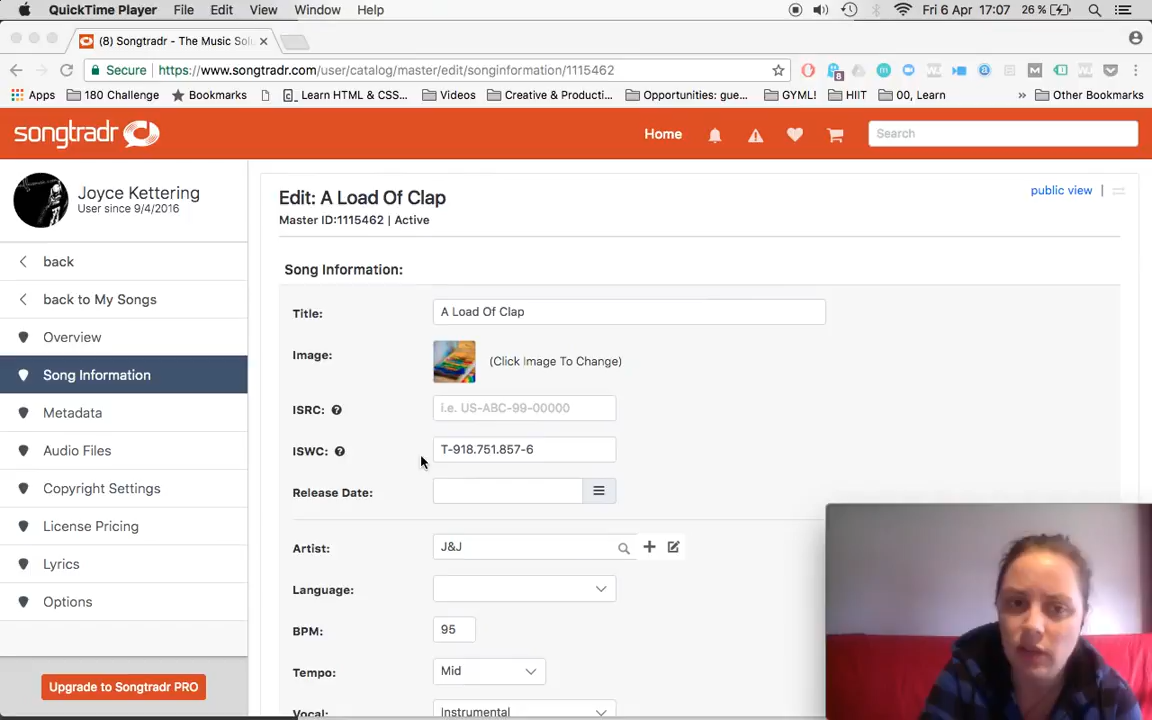 QuickTime Player File Edit View Window Help Fri 6 Apr 17:07 26 %
(8) Songtradr - The Music Sol
Secure https://www.songtradr.com/user/catalog/master/edit/songinformation/1115462
Apps 180 Challenge Bookmarks Learn HTML & CSS... Videos Creative & Producti... Opportunities: gue... GYML! HIIT 00, Learn » Other Bookmarks
songtradr Home Search
Joyce Kettering
User since 9/4/2016
back
back to My Songs
Overview
Song Information
Metadata
Audio Files
Copyright Settings
License Pricing
Lyrics
Options
Upgrade to Songtradr PRO
Edit: A Load Of Clap
public view |
Master ID:1115462 | Active
Song Information:
Title: A Load Of Clap
Image: (Click Image To Change)
ISRC: i.e. US-ABC-99-00000
ISWC: T-918.751.857-6
Release Date:
Artist: J&J
Language:
BPM: 95
Tempo: Mid
Vocal: Instrumental